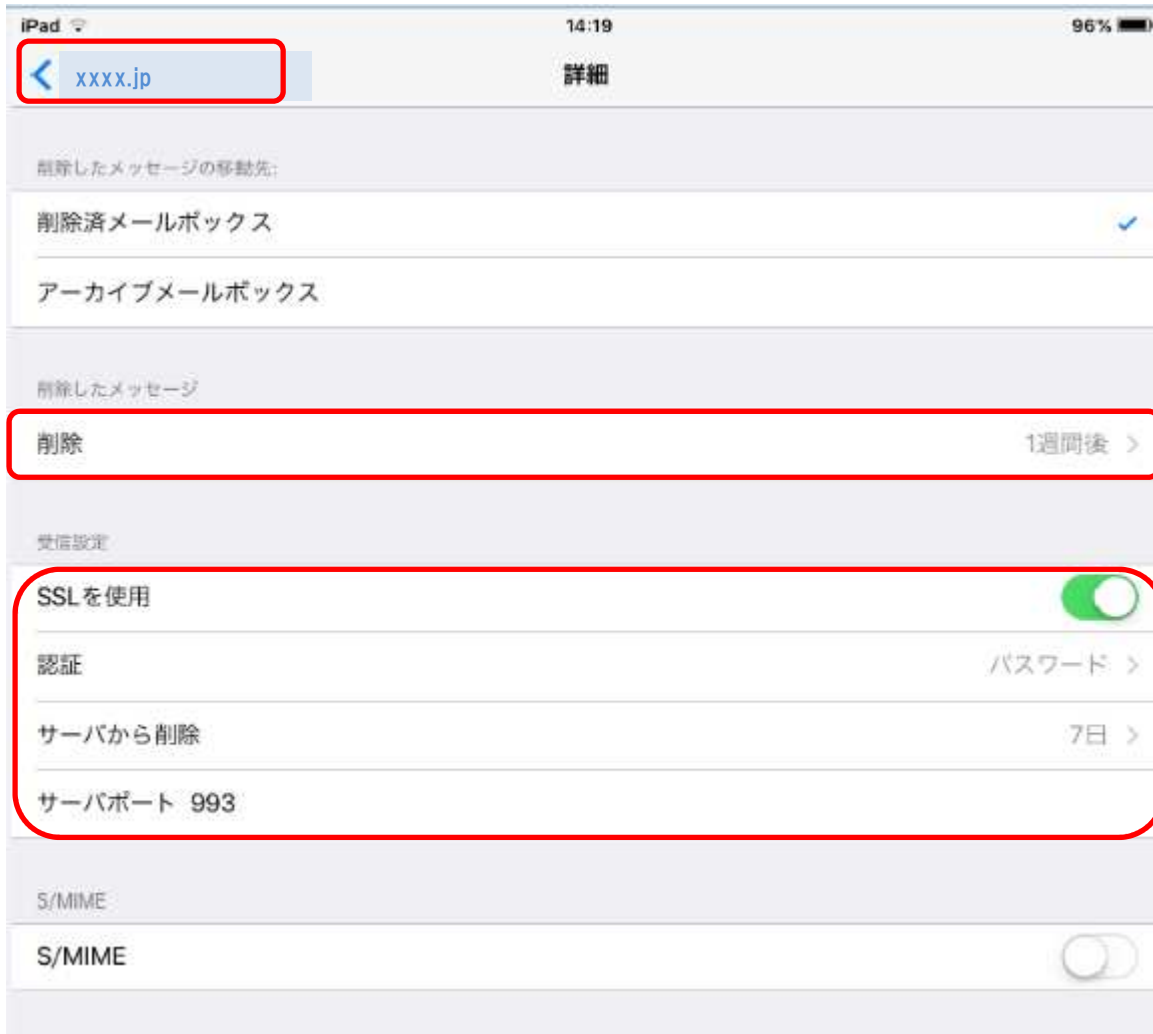 iPad 14:19 96%
xxxx.jp 詳細
削除したメッセージの移動先:
削除済メールボックス
アーカイブメールボックス
削除したメッセージ
削除 1週間後
受信設定
SSLを使用
認証 パスワード
サーバから削除 7日
サーバポート 993
S/MIME
S/MIME